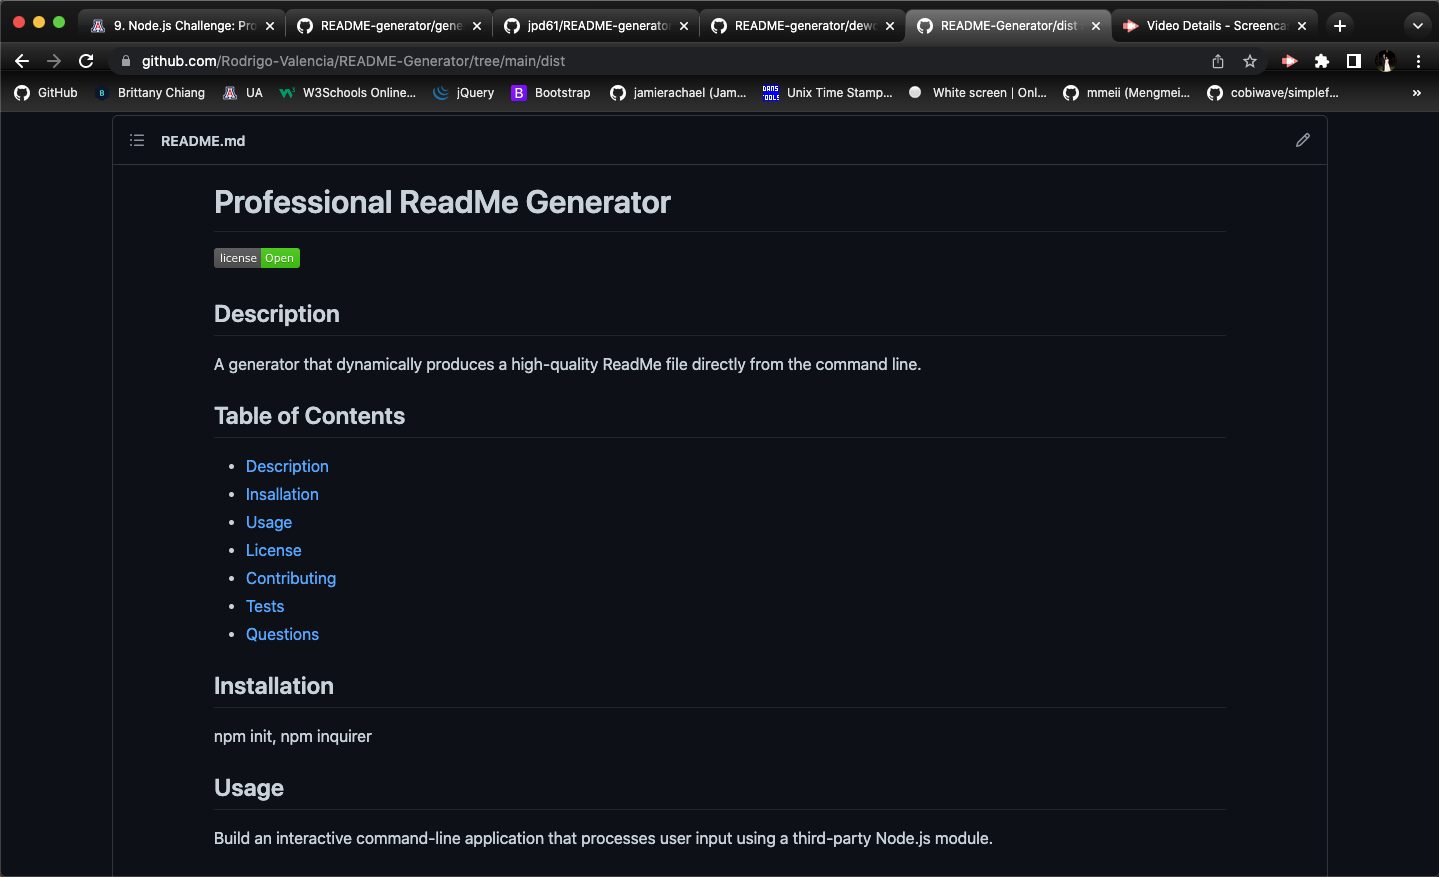 9. Node.js Challenge: Pro
README-generator/gene
jpd61/README-generator
README-generator/dewo
README-Generator/dist
Video Details - Screenca
github.com/Rodrigo-Valencia/README-Generator/tree/main/dist
GitHub
B Brittany Chiang
UA
W3Schools Online...
jQuery
B Bootstrap
jamierachael (Jam...
DANS TOOLS Unix Time Stamp...
White screen | Onl...
mmeii (Mengmei...
cobiwave/simplef...
»
README.md
Professional ReadMe Generator
license Open
Description
A generator that dynamically produces a high-quality ReadMe file directly from the command line.
Table of Contents
• Description
• Insallation
• Usage
• License
• Contributing
• Tests
• Questions
Installation
npm init, npm inquirer
Usage
Build an interactive command-line application that processes user input using a third-party Node.js module.